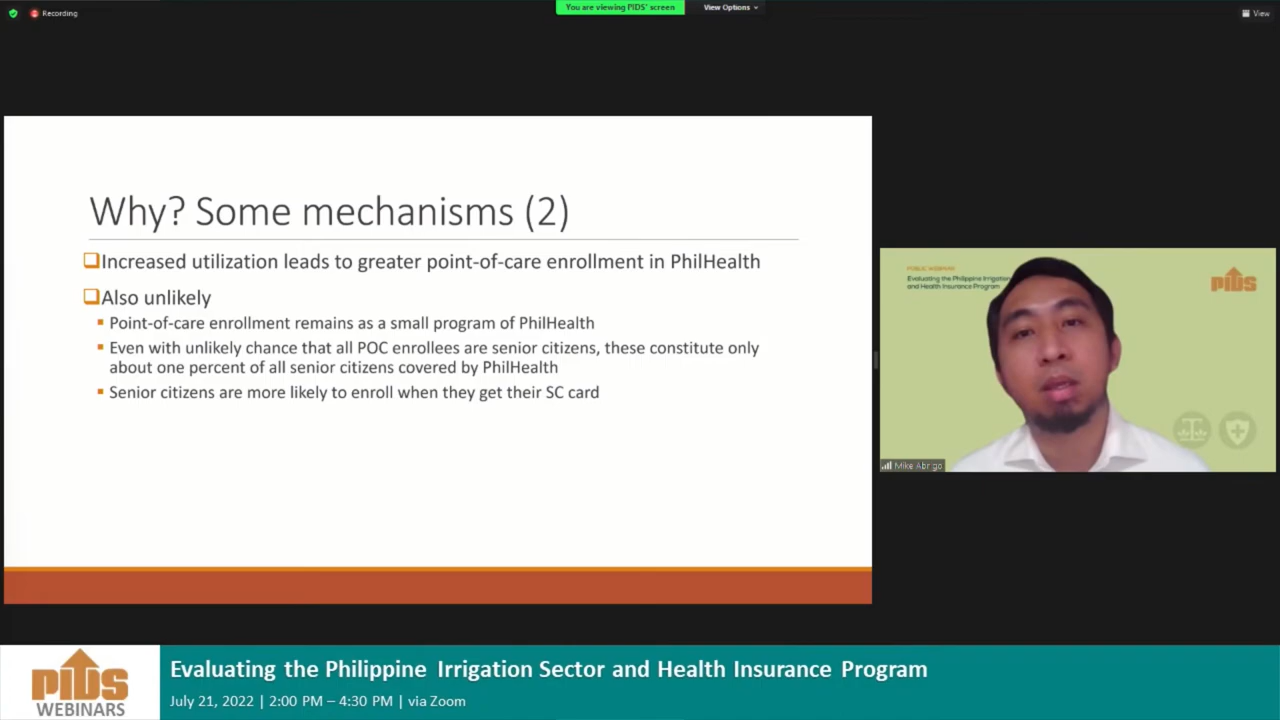 Recording
You are viewing PIDS' screen
View Options
View
Why? Some mechanisms (2)
Increased utilization leads to greater point-of-care enrollment in PhilHealth
Also unlikely
Point-of-care enrollment remains as a small program of PhilHealth
Even with unlikely chance that all POC enrollees are senior citizens, these constitute only
about one percent of all senior citizens covered by PhilHealth
Senior citizens are more likely to enroll when they get their SC card
PUBLIC WEBINAR
Evaluating the Philippine Irrigation
and Health Insurance Program
PIDS
Mike Abrigo
PIDS
WEBINARS
Evaluating the Philippine Irrigation Sector and Health Insurance Program
July 21, 2022 | 2:00 PM – 4:30 PM | via Zoom